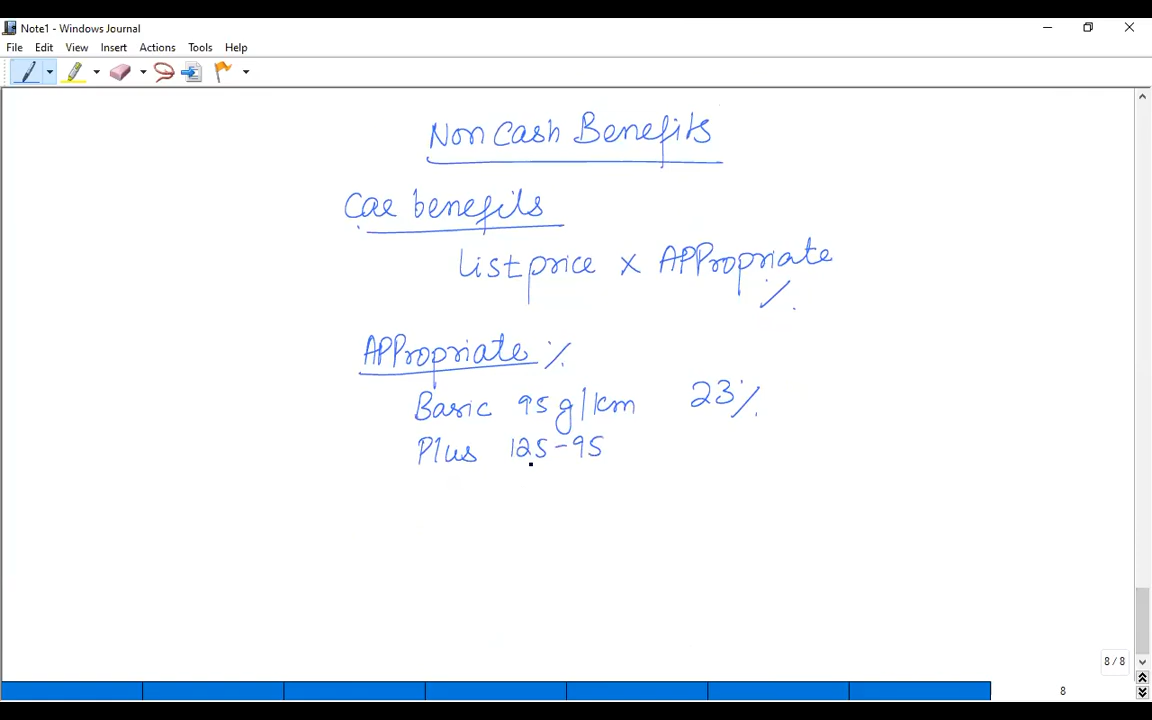 Note1 - Windows Journal
File Edit View Insert Actions Tools Help
Non Cash Benefits
Car benefits
List price x Appropriate
%
Appropriate %
Basic 95 g/km 23%
Plus 125-95
8 / 8
8